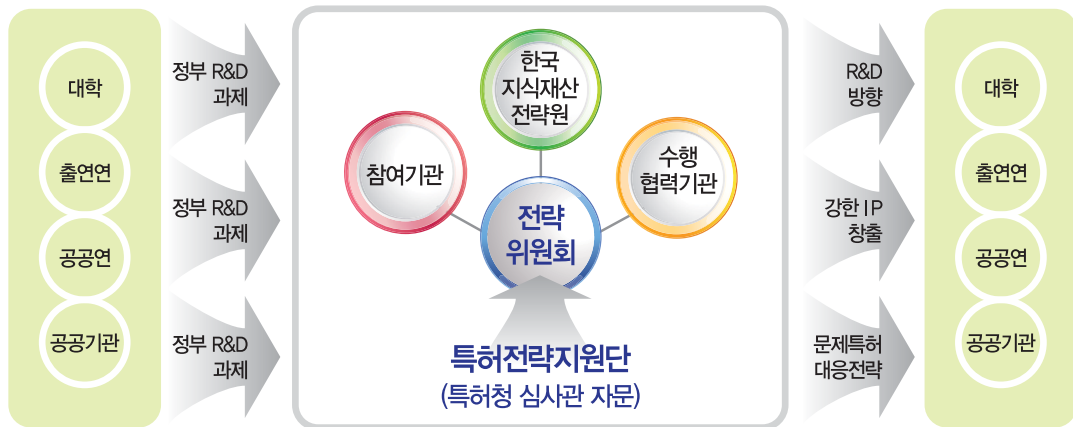 대학
출연연
공공연
공공기관
정부 R&D
과제
정부 R&D
과제
정부 R&D
과제
한국
지식재산
전략원
참여기관
수행
협력기관
전략
위원회
특허전략지원단
(특허청 심사관 자문)
R&D
방향
강한 IP
창출
문제특허
대응전략
대학
출연연
공공연
공공기관